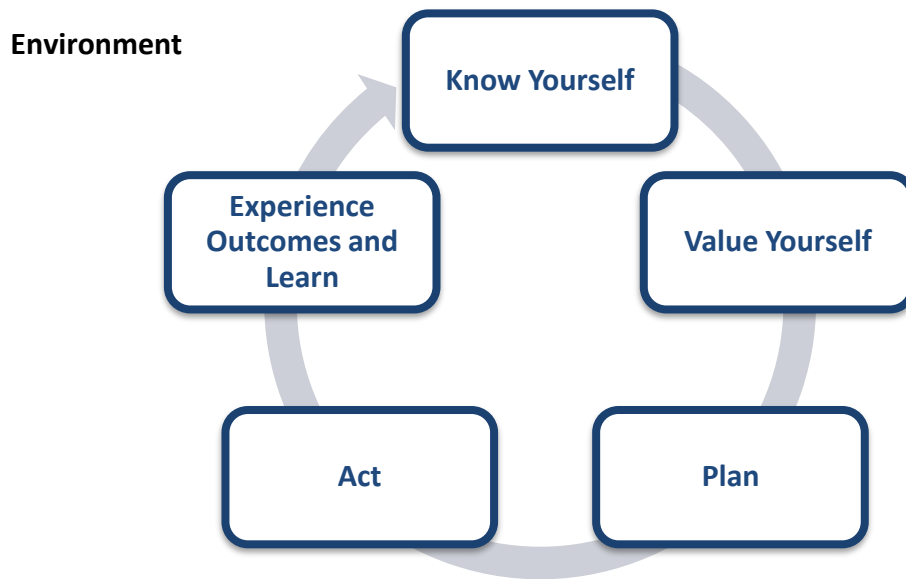 Environment
Know Yourself
Value Yourself
Plan
Act
Experience
Outcomes and
Learn